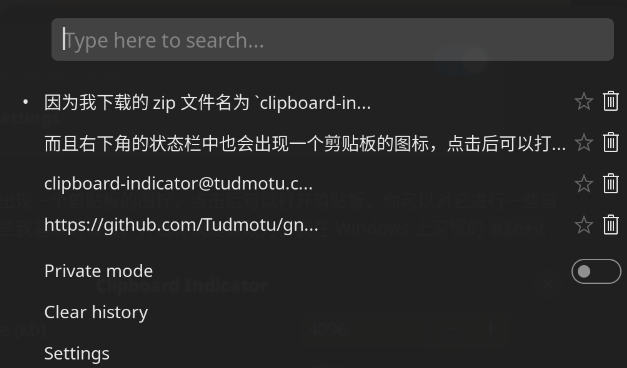 Type here to search...
• 因为我下载的 zip 文件名为 `clipboard-in...
而且右下角的状态栏中也会出现一个剪贴板的图标，点击后可以打...
clipboard-indicator@tudmotu.c...
https://github.com/Tudmotu/gn...
Private mode
Clipboard Indicator
Clear history
Settings